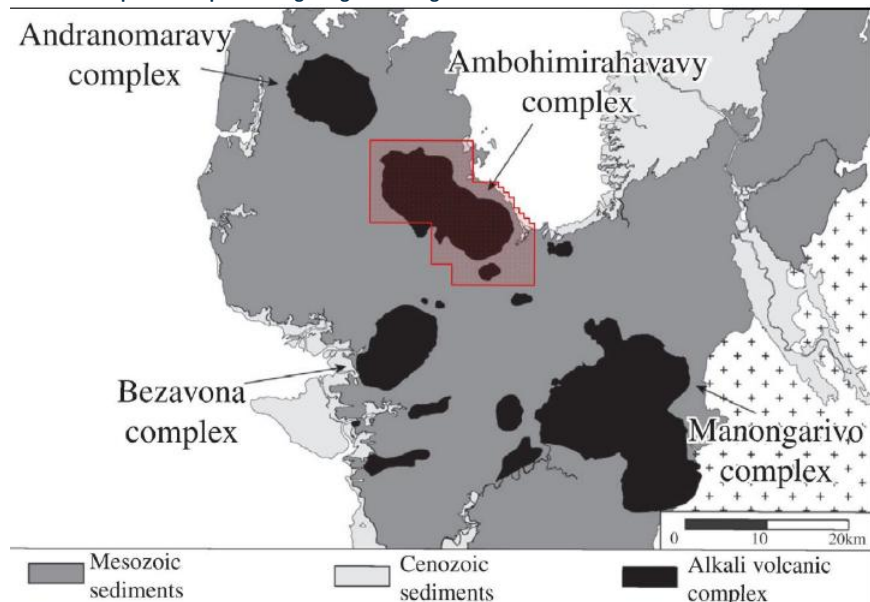 Andranomaravy
complex
Ambohimirahavavy
complex
Bezavona
complex
Manongarivo
complex
0 10 20km
Mesozoic
sediments
Cenozoic
sediments
Alkali volcanic
complex